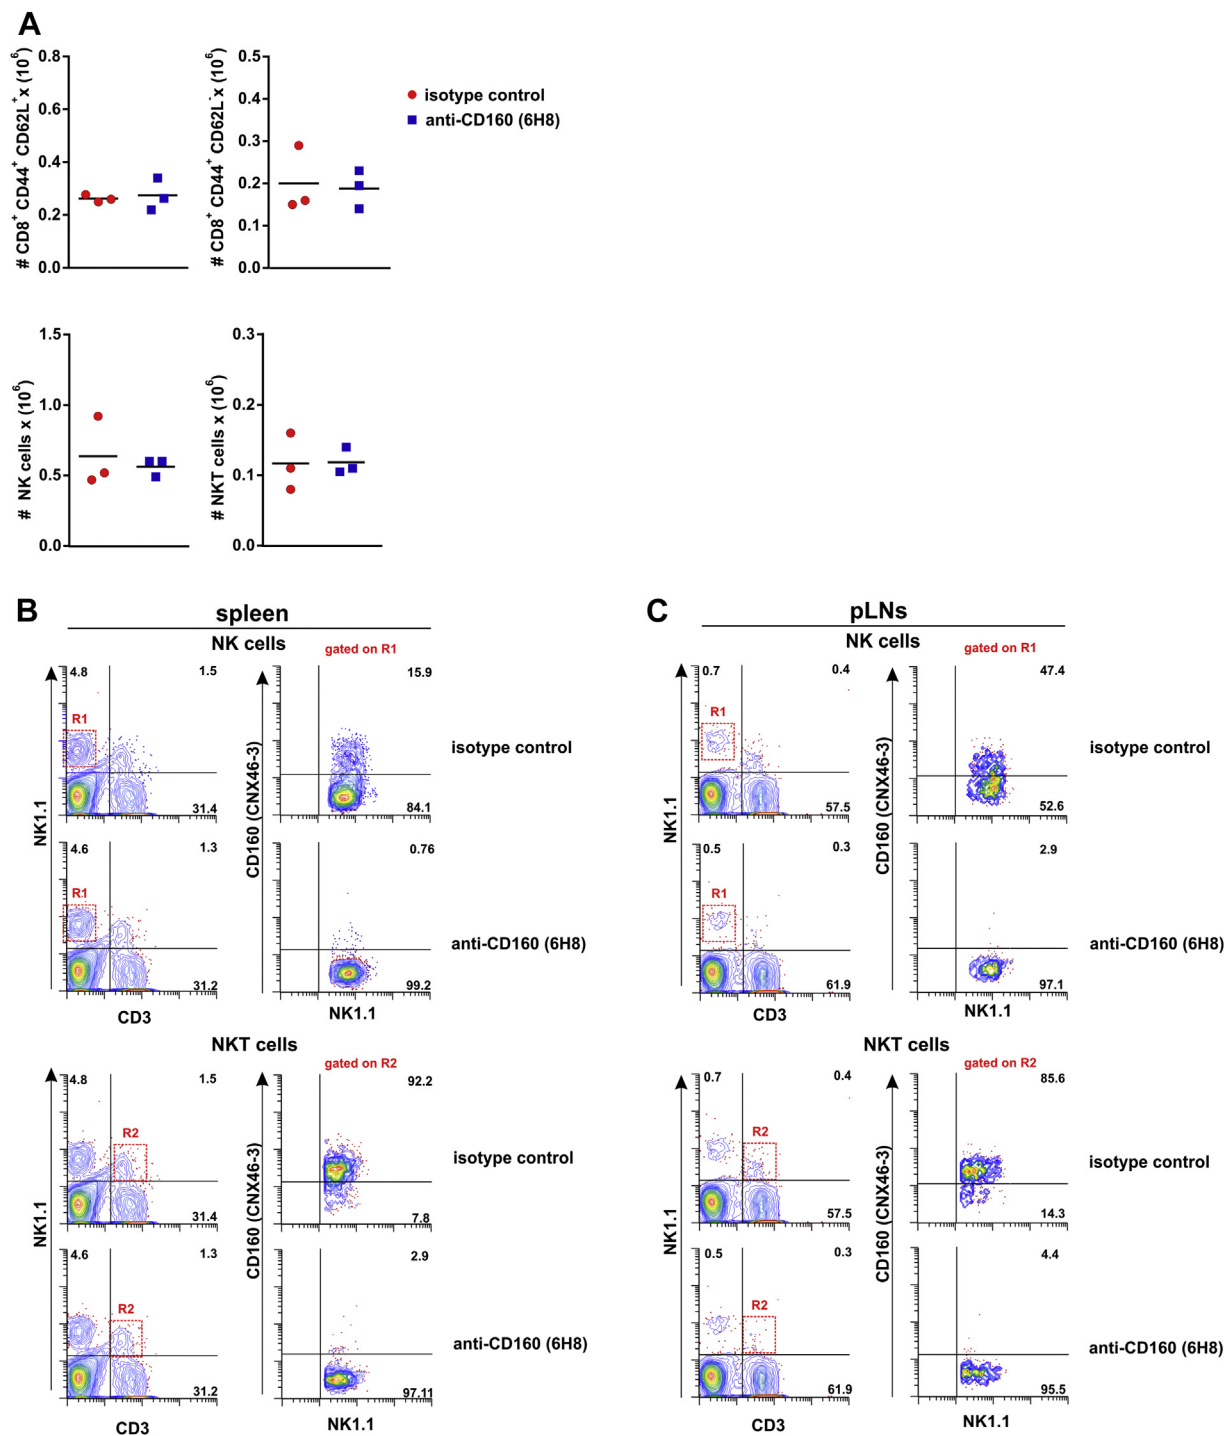 A
# CD8+ CD44+ CD62L+ x (10^6)
0.8
0.6
0.4
0.2
0.0
# CD8+ CD44+ CD62L- x (10^6)
0.5
0.4
0.3
0.2
0.1
0.0
isotype control
anti-CD160 (6H8)
# NK cells x (10^6)
1.5
1.0
0.5
0.0
# NKT cells x (10^6)
0.3
0.2
0.1
0.0
B
spleen
NK cells
gated on R1
4.8
1.5
R1
31.4
15.9
84.1
isotype control
4.6
1.3
R1
31.2
0.76
99.2
anti-CD160 (6H8)
NK1.1
CD3
CD160 (CNX46-3)
NK1.1
NKT cells
gated on R2
4.8
1.5
R2
31.4
92.2
7.8
isotype control
4.6
1.3
R2
31.2
2.9
97.11
anti-CD160 (6H8)
NK1.1
CD3
CD160 (CNX46-3)
NK1.1
C
pLNs
NK cells
gated on R1
0.7
0.4
R1
57.5
47.4
52.6
isotype control
0.5
0.3
R1
61.9
2.9
97.1
anti-CD160 (6H8)
NK1.1
CD3
CD160 (CNX46-3)
NK1.1
NKT cells
gated on R2
0.7
0.4
R2
57.5
85.6
14.3
isotype control
0.5
0.3
R2
61.9
4.4
95.5
anti-CD160 (6H8)
NK1.1
CD3
CD160 (CNX46-3)
NK1.1